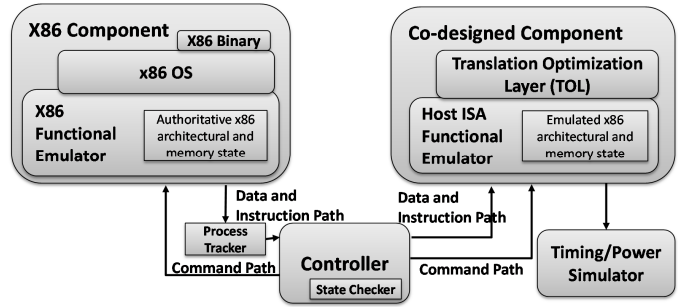 X86 Component
X86 Binary
x86 OS
X86
Functional
Emulator
Authoritative x86
architectural and
memory state
Co-designed Component
Translation Optimization
Layer (TOL)
Host ISA
Functional
Emulator
Emulated x86
architectural and
memory state
Data and
Instruction Path
Process
Tracker
Command Path
Controller
State Checker
Data and
Instruction Path
Command Path
Timing/Power
Simulator